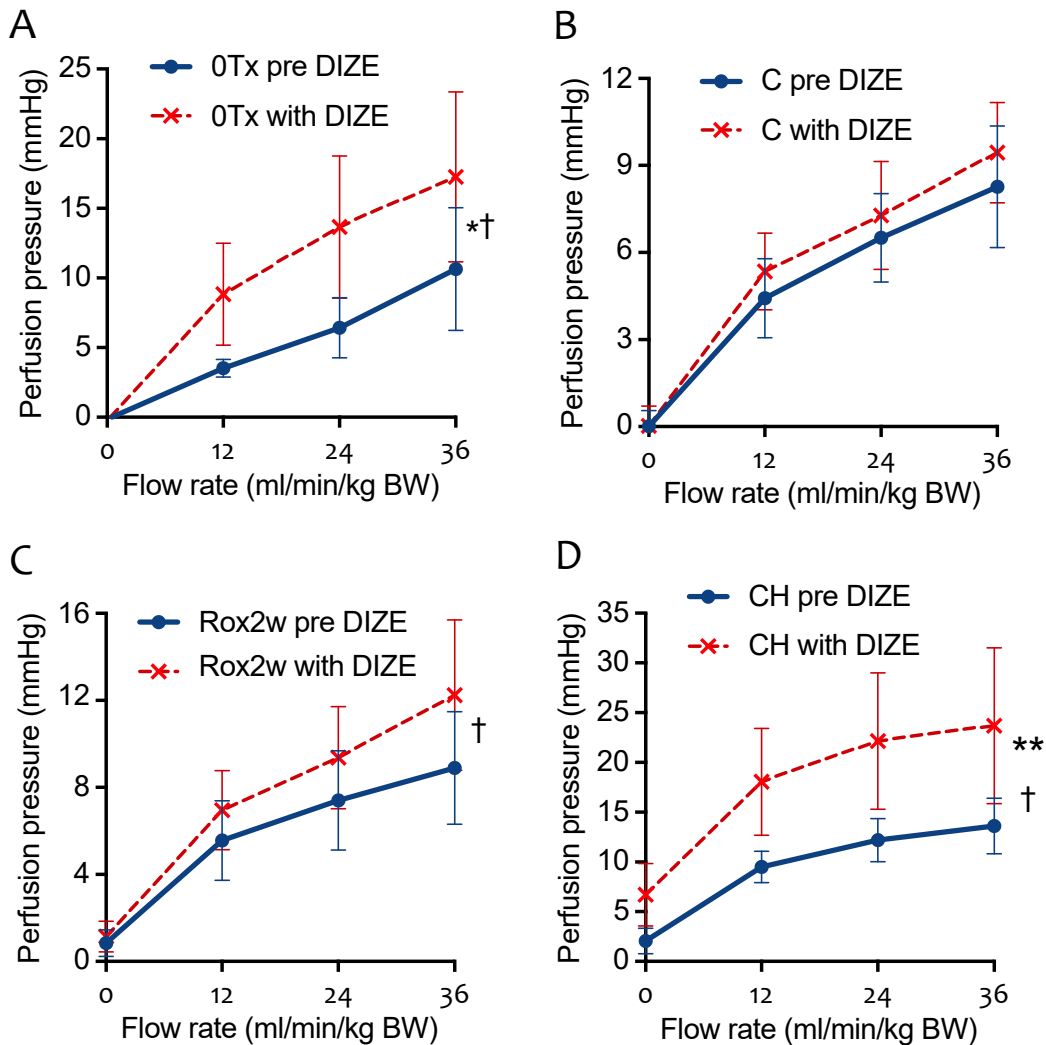 A
Perfusion pressure (mmHg)
25
20
15
10
5
0
0Tx pre DIZE
0Tx with DIZE
*†
0
12
24
36
Flow rate (ml/min/kg BW)
B
Perfusion pressure (mmHg)
12
9
6
3
0
C pre DIZE
C with DIZE
0
12
24
36
Flow rate (ml/min/kg BW)
C
Perfusion pressure (mmHg)
16
12
8
4
0
Rox2w pre DIZE
Rox2w with DIZE
†
0
12
24
36
Flow rate (ml/min/kg BW)
D
Perfusion pressure (mmHg)
35
30
25
20
15
10
5
0
CH pre DIZE
CH with DIZE
**
†
0
12
24
36
Flow rate (ml/min/kg BW)